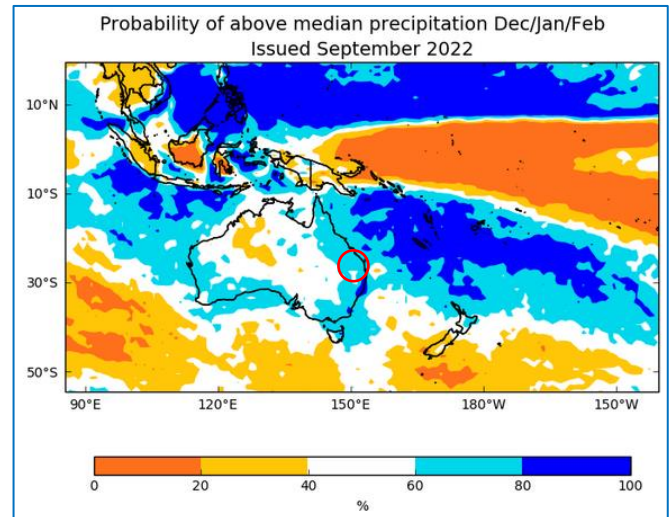 Probability of above median precipitation Dec/Jan/Feb
Issued September 2022
10°N
10°S
30°S
50°S
90°E 120°E 150°E 180°W 150°W
0 20 40 60 80 100
%